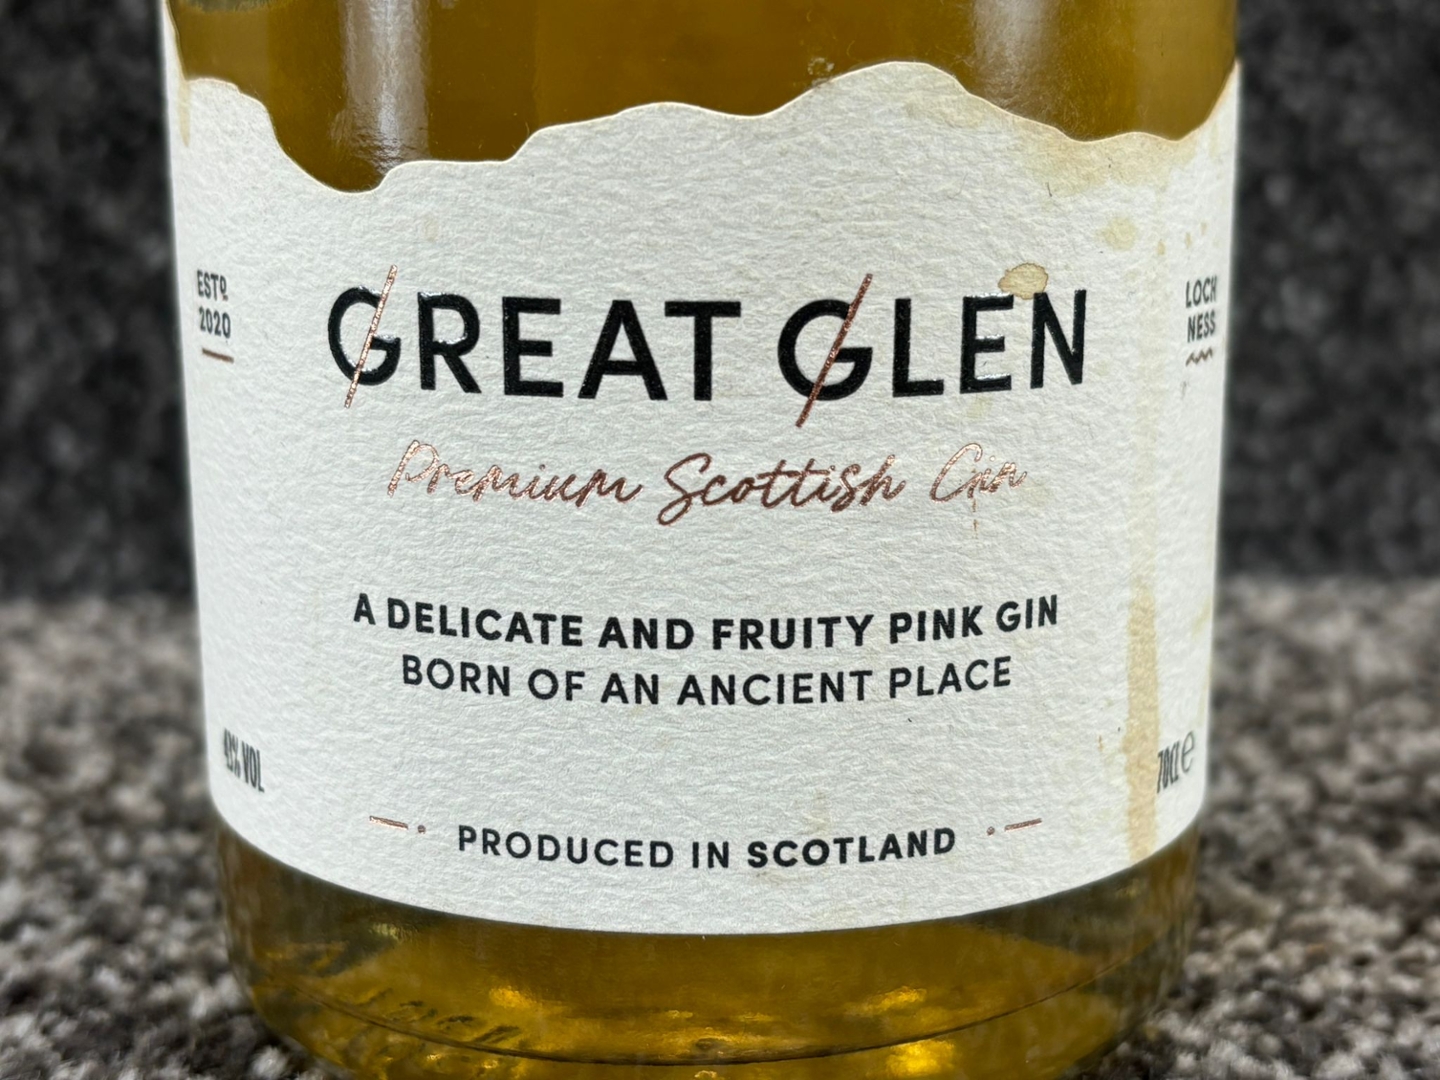 ESTD
2020
GREAT GLEN
LOCH
NESS
Premium Scottish Gin
A DELICATE AND FRUITY PINK GIN
BORN OF AN ANCIENT PLACE
VOL
70CL e
PRODUCED IN SCOTLAND